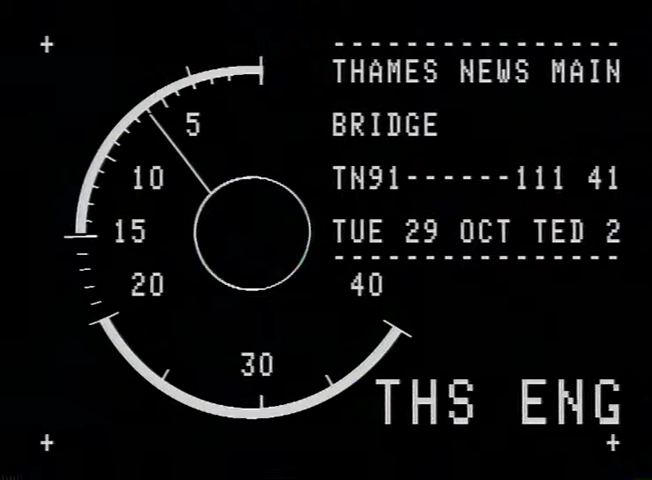 THAMES NEWS MAIN
BRIDGE
TN91------111 41
TUE 29 OCT TED 2
5
10
15
20
30
40
THS ENG